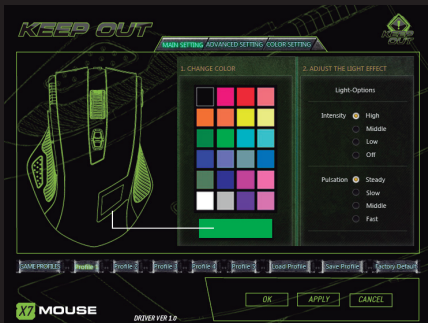 KEEP OUT
KEEP
OUT
MAIN SETTING ADVANCED SETTING COLOR SETTING
1. CHANGE COLOR
2. ADJUST THE LIGHT EFFECT
Light-Options
Intensity High
Middle
Low
Off
Pulsation Steady
Slow
Middle
Fast
Profile 1 Profile 2 Profile 3 Profile 4 Profile 5 Load Profile Save Profile Factory Default
OK APPLY CANCEL
X7 MOUSE
DRIVER VER 1.0